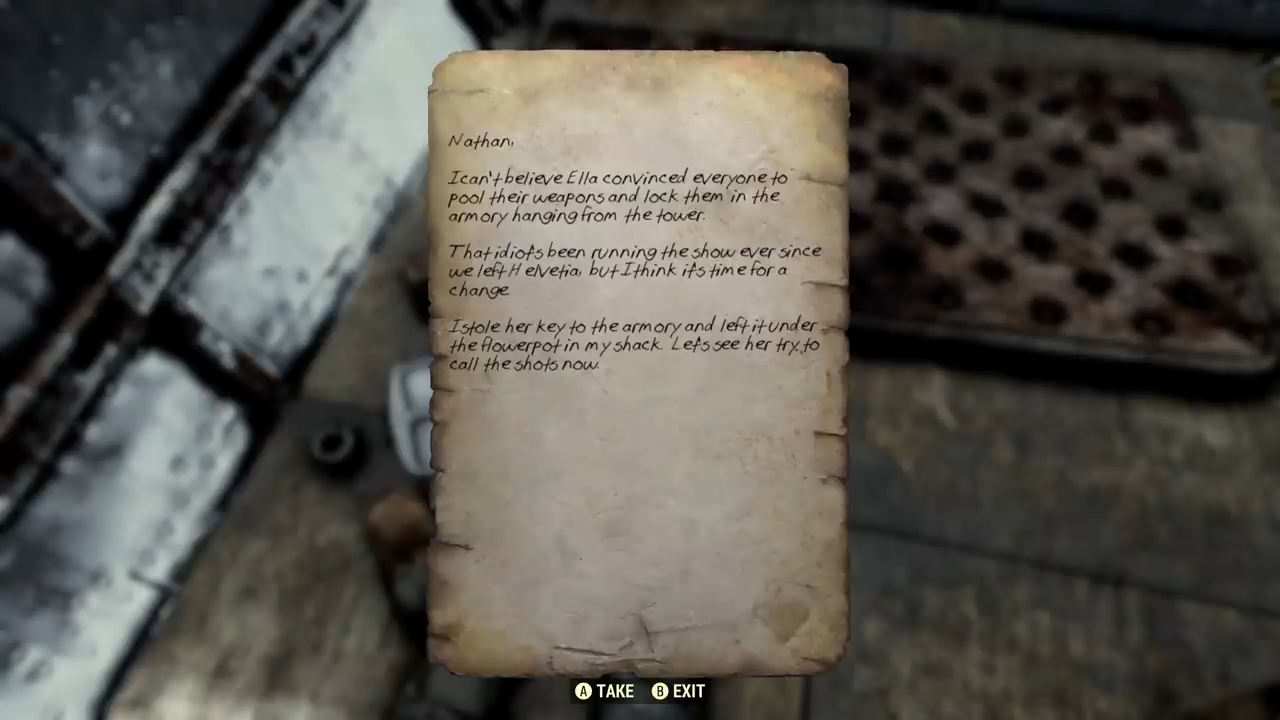 Nathan,
I can't believe Ella convinced everyone to
pool their weapons and lock them in the
armory hanging from the tower.
That idiot's been running the show ever since
we left Helvetia, but I think it's time for a
change.
I stole her key to the armory and left it under
the flowerpot in my shack. Let's see her try to
call the shots now.
A TAKE B EXIT